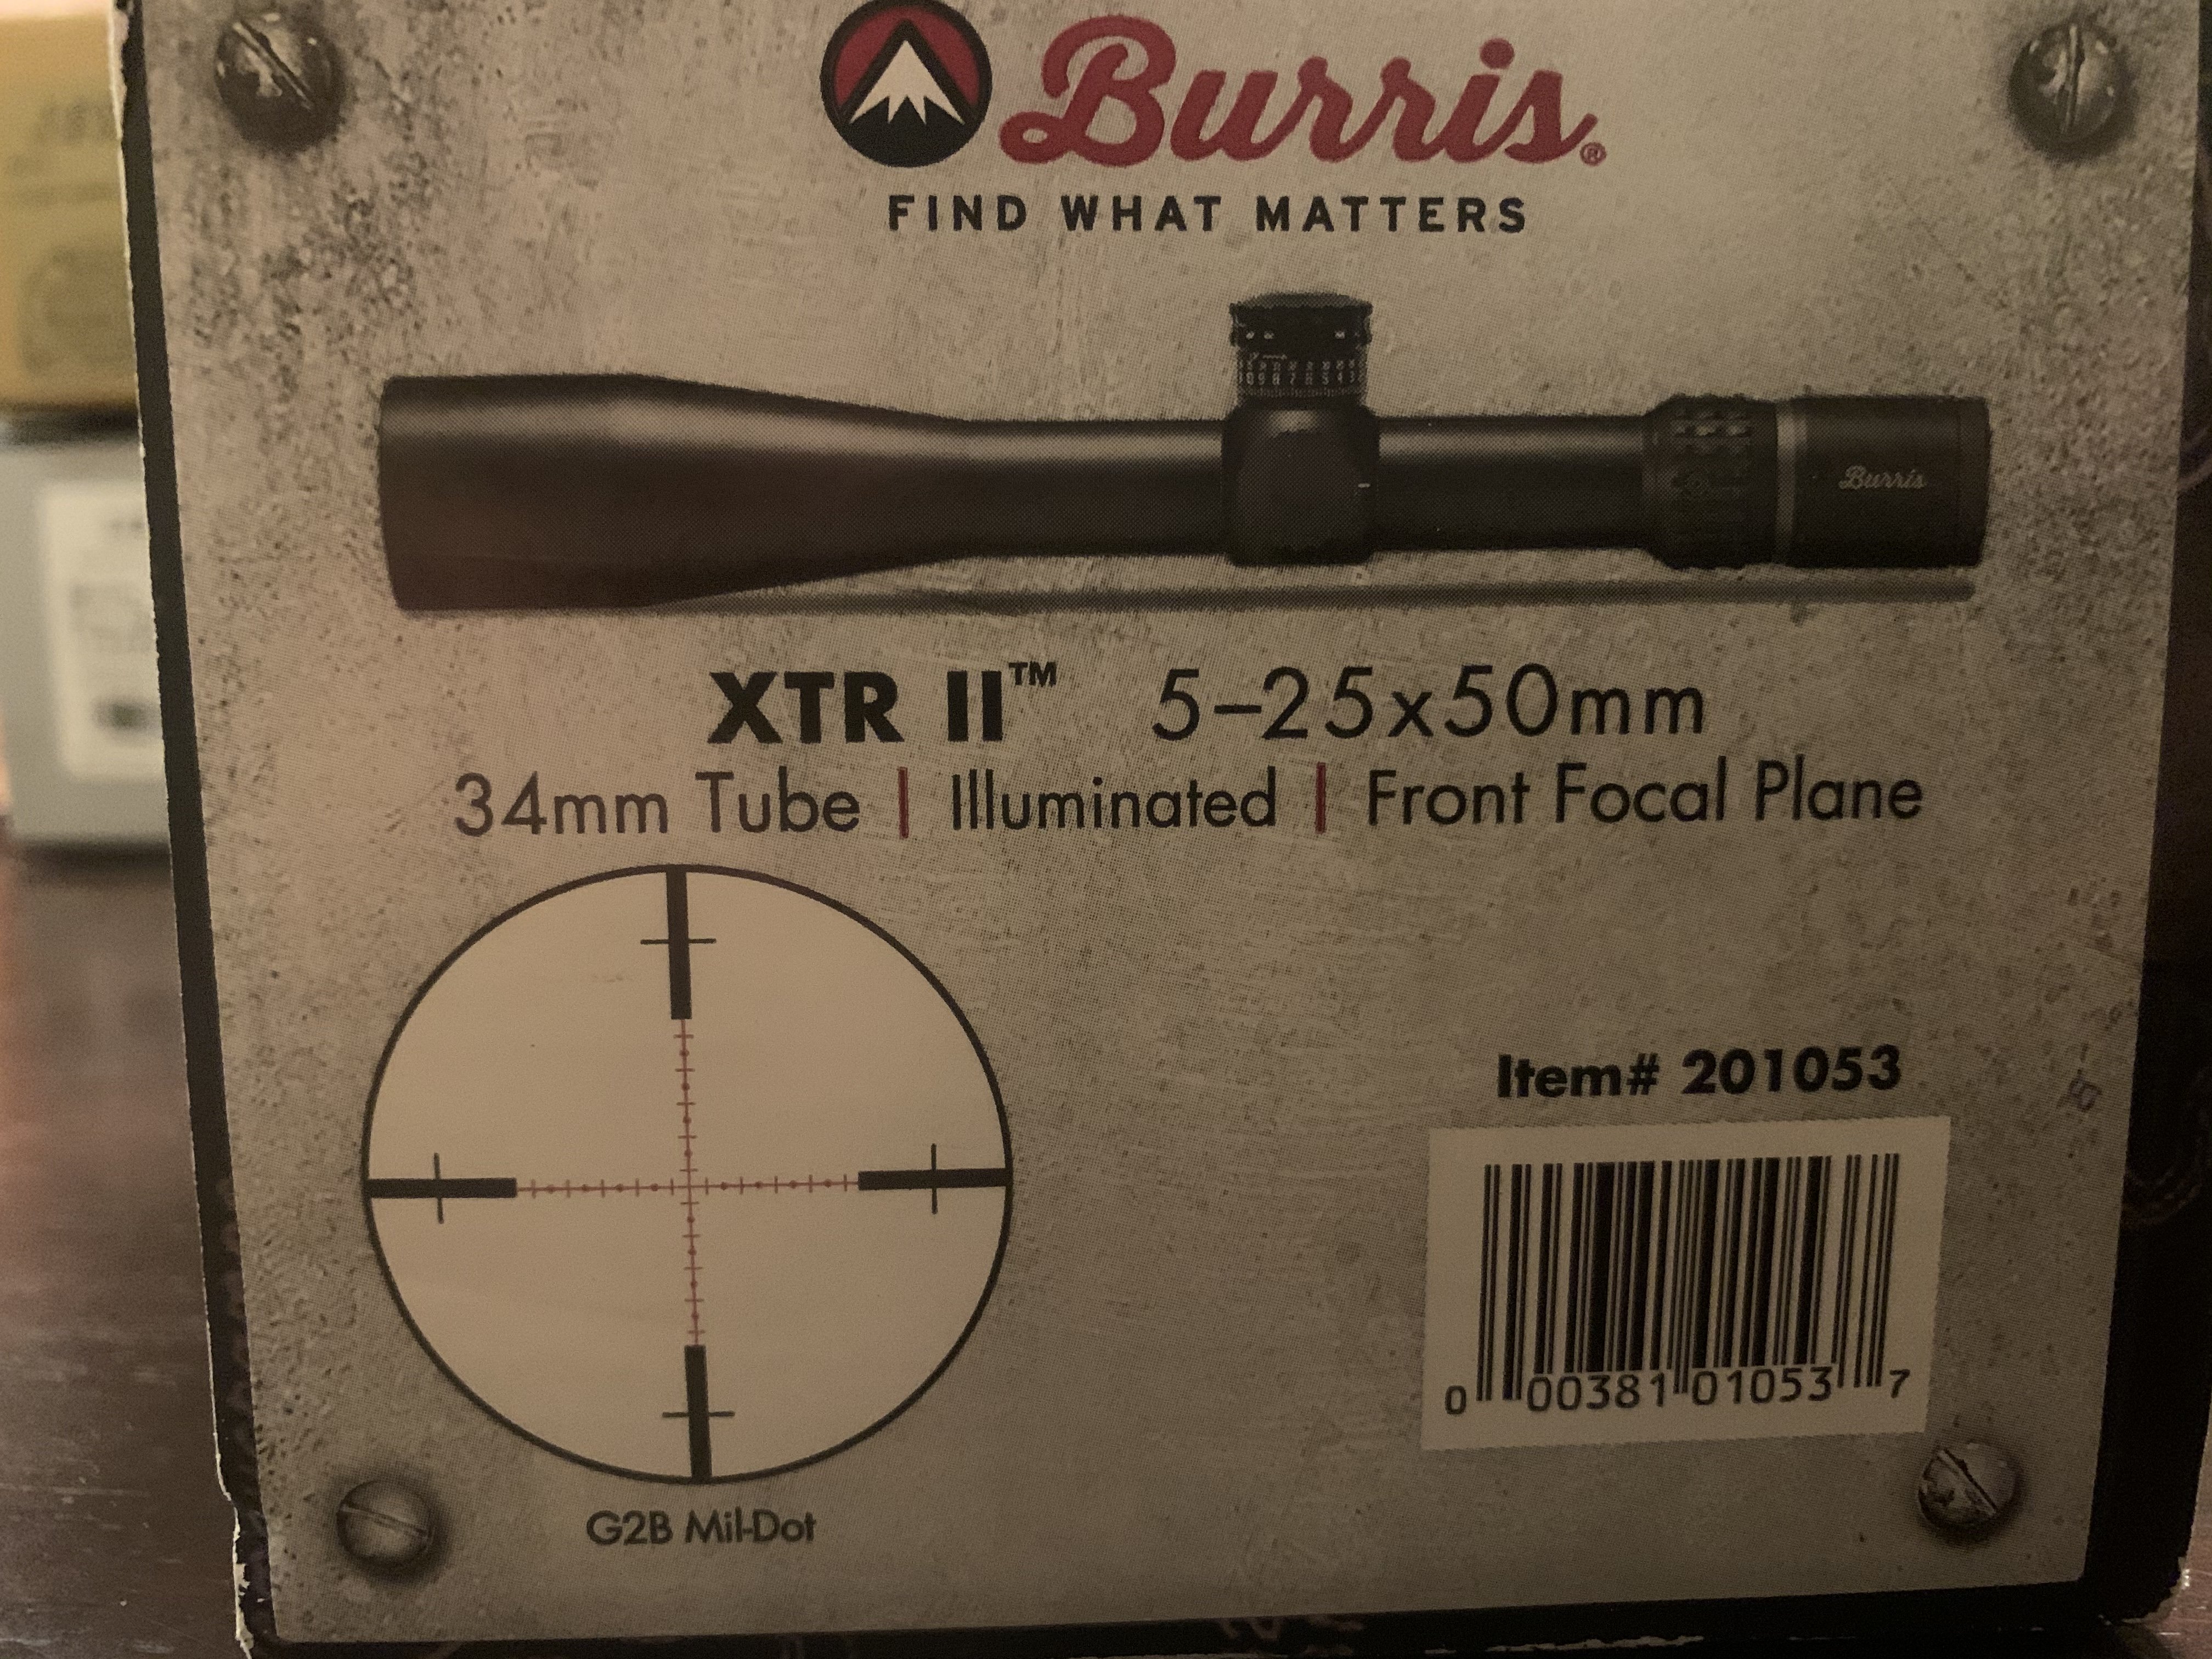 Burris®
FIND WHAT MATTERS
Burris
XTR II™ 5–25x50mm
34mm Tube | Illuminated | Front Focal Plane
Item# 201053
0 00381 01053 7
G2B Mil-Dot